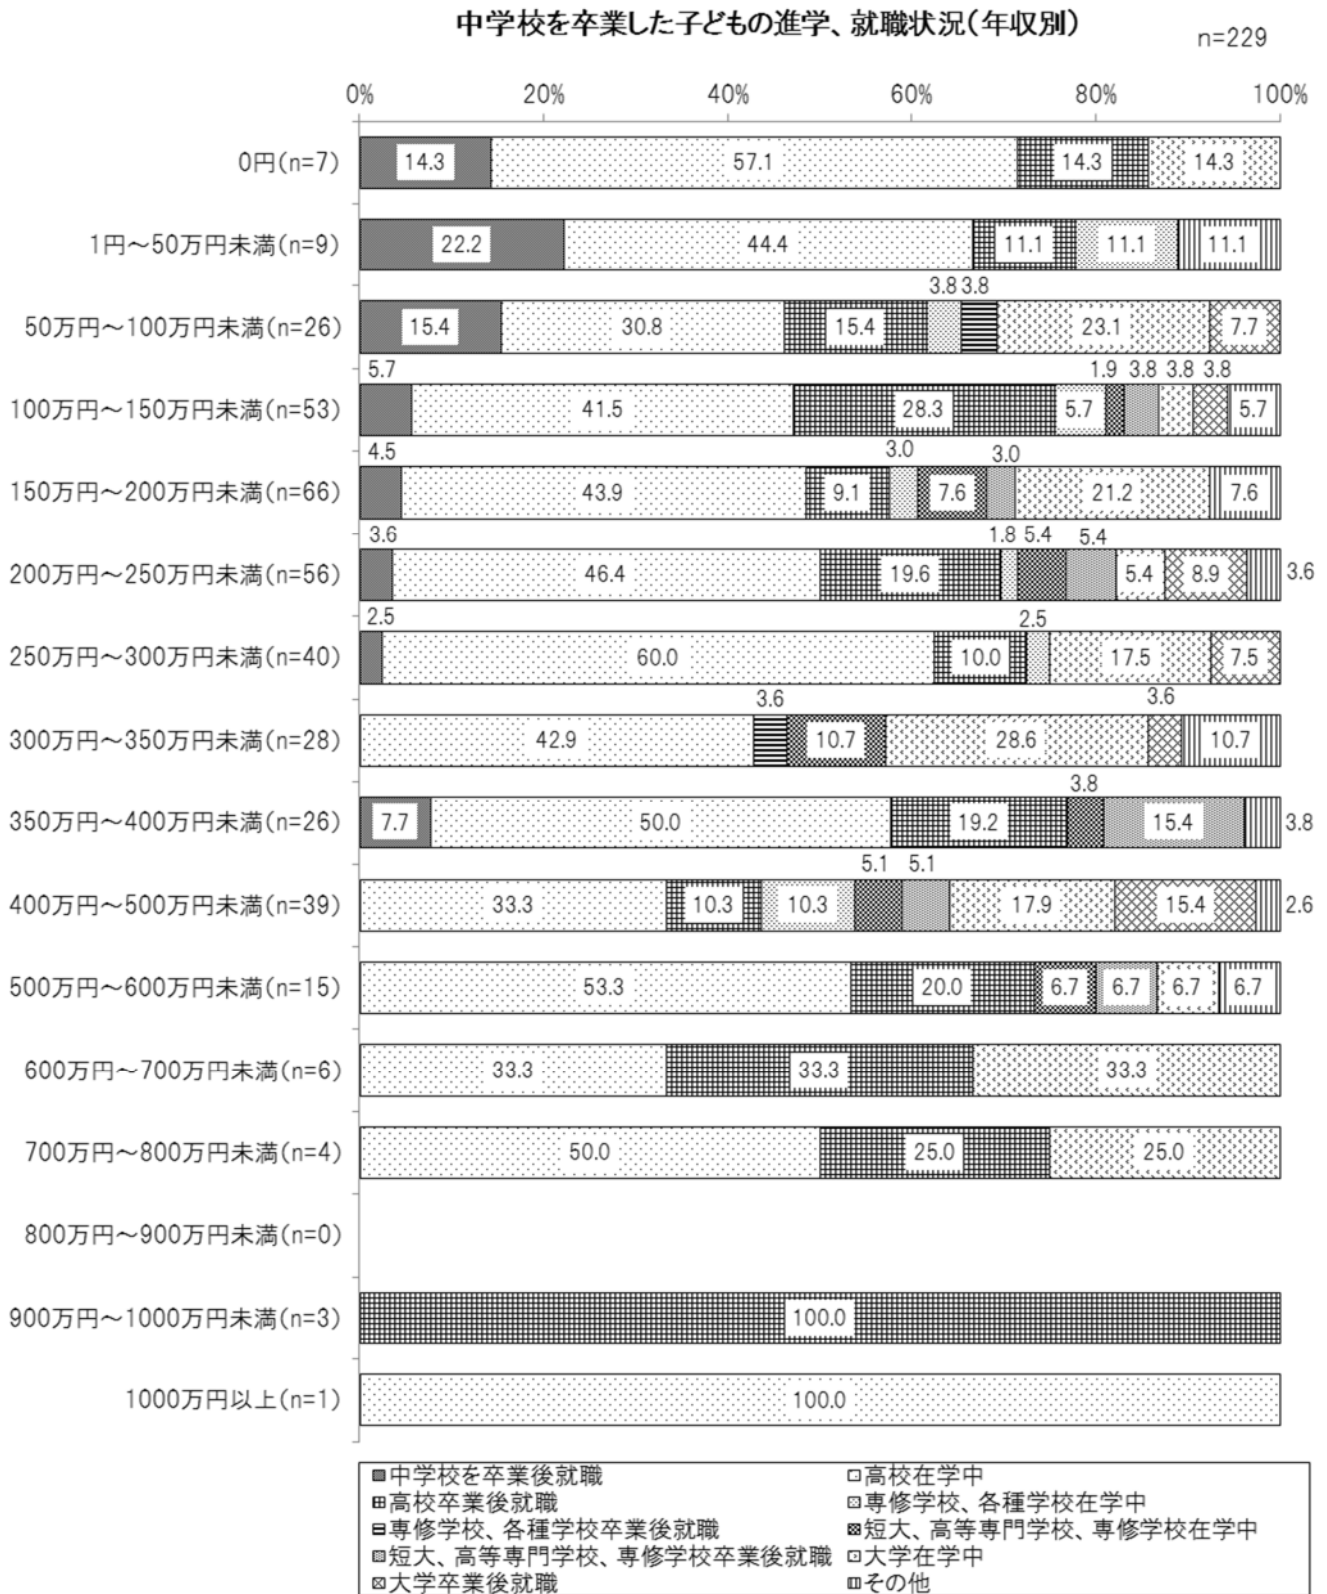 中学校を卒業した子どもの進学、就職状況(年収別)
n=229
0% 20% 40% 60% 80% 100%
0円(n=7) 14.3 57.1 14.3 14.3
1円～50万円未満(n=9) 22.2 44.4 11.1 11.1 11.1
3.8 3.8
50万円～100万円未満(n=26) 15.4 30.8 15.4 23.1 7.7
5.7 1.9 3.8 3.8 3.8
100万円～150万円未満(n=53) 41.5 28.3 5.7 5.7
4.5 3.0 3.0
150万円～200万円未満(n=66) 43.9 9.1 7.6 21.2 7.6
3.6 1.8 5.4 5.4
200万円～250万円未満(n=56) 46.4 19.6 5.4 8.9 3.6
2.5 2.5
250万円～300万円未満(n=40) 60.0 10.0 17.5 7.5
3.6 3.6
300万円～350万円未満(n=28) 42.9 10.7 28.6 10.7
3.8
350万円～400万円未満(n=26) 7.7 50.0 19.2 15.4 3.8
5.1 5.1
400万円～500万円未満(n=39) 33.3 10.3 10.3 17.9 15.4 2.6
500万円～600万円未満(n=15) 53.3 20.0 6.7 6.7 6.7 6.7
600万円～700万円未満(n=6) 33.3 33.3 33.3
700万円～800万円未満(n=4) 50.0 25.0 25.0
800万円～900万円未満(n=0)
900万円～1000万円未満(n=3) 100.0
1000万円以上(n=1) 100.0
中学校を卒業後就職 高校在学中
高校卒業後就職 専修学校、各種学校在学中
専修学校、各種学校卒業後就職 短大、高等専門学校、専修学校在学中
短大、高等専門学校、専修学校卒業後就職 大学在学中
大学卒業後就職 その他